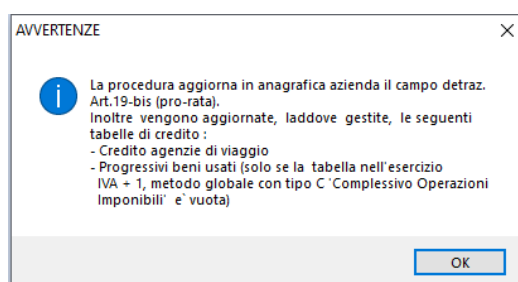 AVVERTENZE
La procedura aggiorna in anagrafica azienda il campo detraz.
Art.19-bis (pro-rata).
Inoltre vengono aggiornate, laddove gestite, le seguenti
tabelle di credito :
- Credito agenzie di viaggio
- Progressivi beni usati (solo se la tabella nell'esercizio
IVA + 1, metodo globale con tipo C 'Complessivo Operazioni
Imponibili' e` vuota)
OK